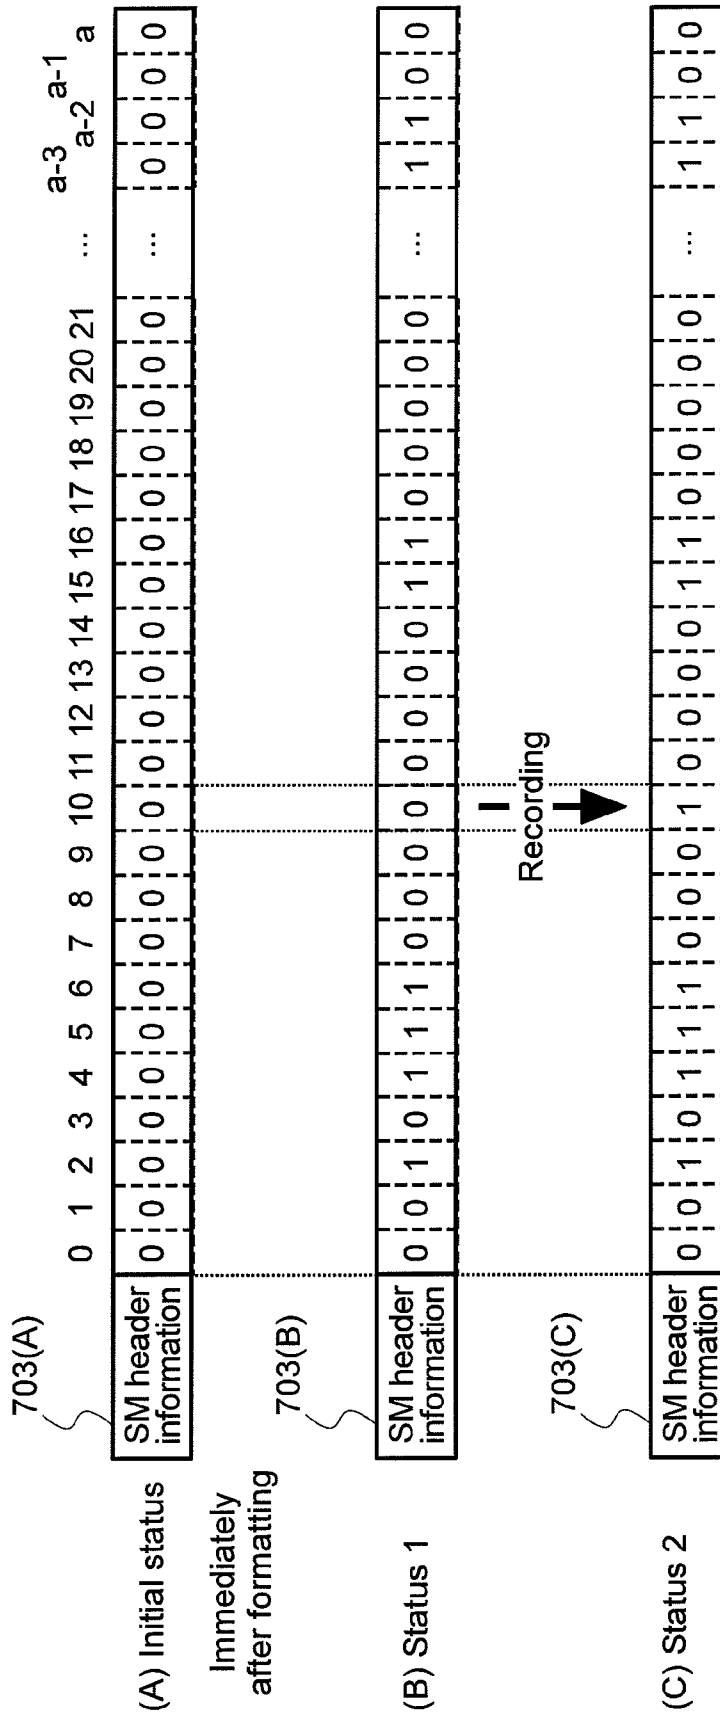 703(A)
0 1 2 3 4 5 6 7 8 9 10 11 12 13 14 15 16 17 18 19 20 21 ... a-3 a-2 a-1 a
(A) Initial status
SM header
information
0 0 0 0 0 0 0 0 0 0 0 0 0 0 0 0 0 0 0 0 0 0 ... 0 0 0 0
Immediately
after formatting
703(B)
(B) Status 1
SM header
information
0 0 1 0 1 1 1 0 0 0 0 0 0 0 0 1 1 0 0 0 0 0 ... 1 1 0 0
Recording
703(C)
(C) Status 2
SM header
information
0 0 1 0 1 1 1 0 0 0 1 0 0 0 0 1 1 0 0 0 0 0 ... 1 1 0 0